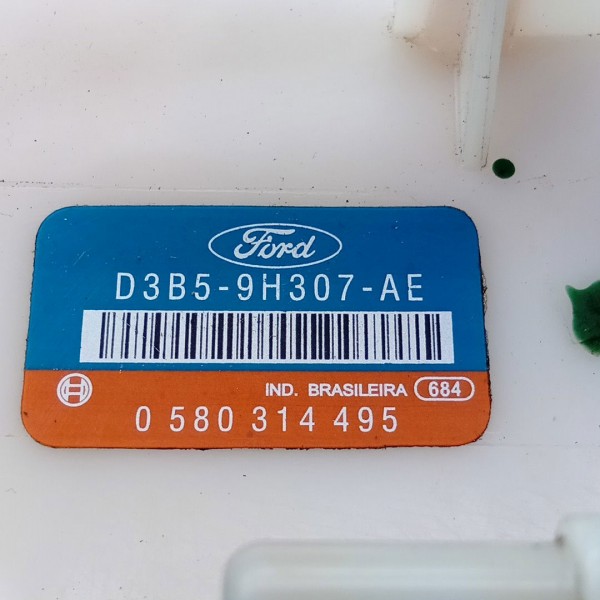 Ford
D3B5-9H307-AE
IND. BRASILEIRA 684
0 580 314 495